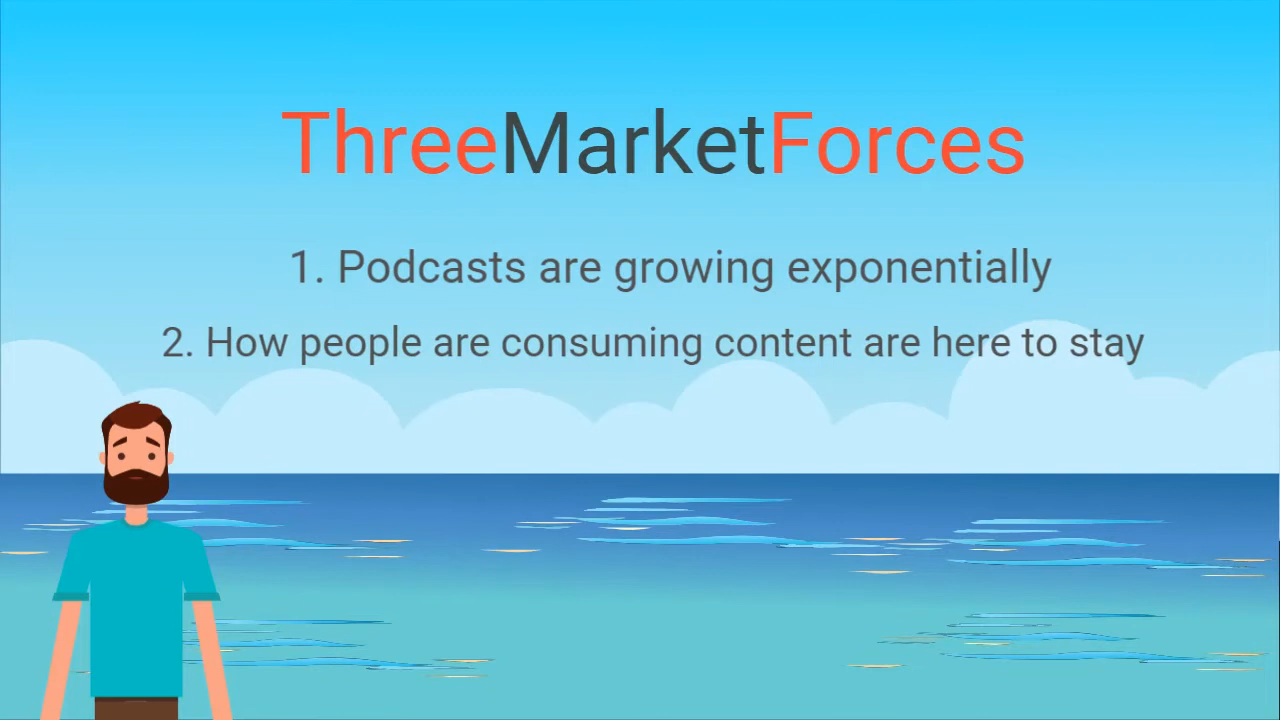 ThreeMarketForces
1. Podcasts are growing exponentially
2. How people are consuming content are here to stay